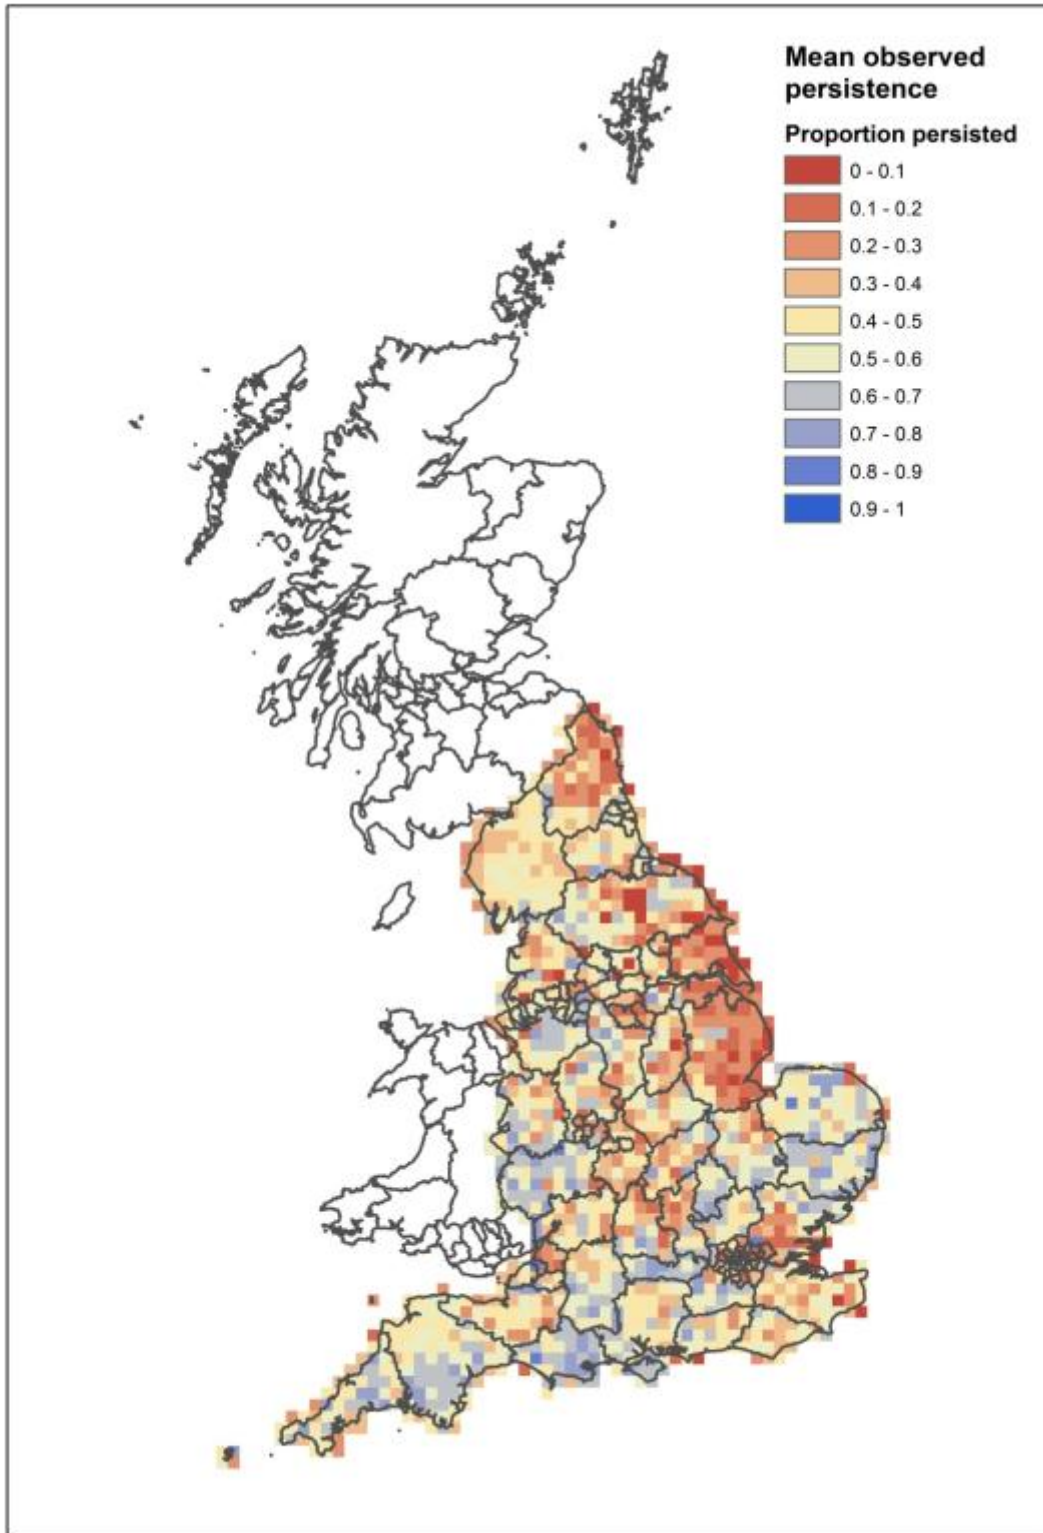 Mean observed
persistence
Proportion persisted
0 - 0.1
0.1 - 0.2
0.2 - 0.3
0.3 - 0.4
0.4 - 0.5
0.5 - 0.6
0.6 - 0.7
0.7 - 0.8
0.8 - 0.9
0.9 - 1